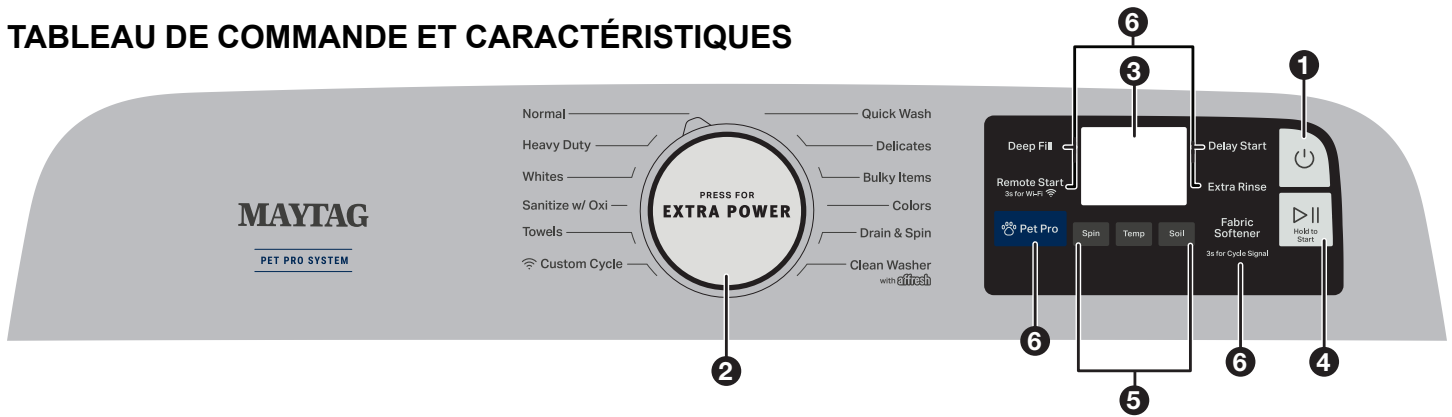 TABLEAU DE COMMANDE ET CARACTÉRISTIQUES
6
3
1
Normal
Heavy Duty
Whites
Sanitize w/ Oxi
Towels
Custom Cycle
MAYTAG
PET PRO SYSTEM
PRESS FOR
EXTRA POWER
Quick Wash
Delicates
Bulky Items
Colors
Drain & Spin
Clean Washer
with affresh
Deep Fill
Remote Start
3s for Wi-Fi
Delay Start
Extra Rinse
Pet Pro
Spin
Temp
Soil
Fabric
Softener
3s for Cycle Signal
Hold to
Start
2
6
5
6
4